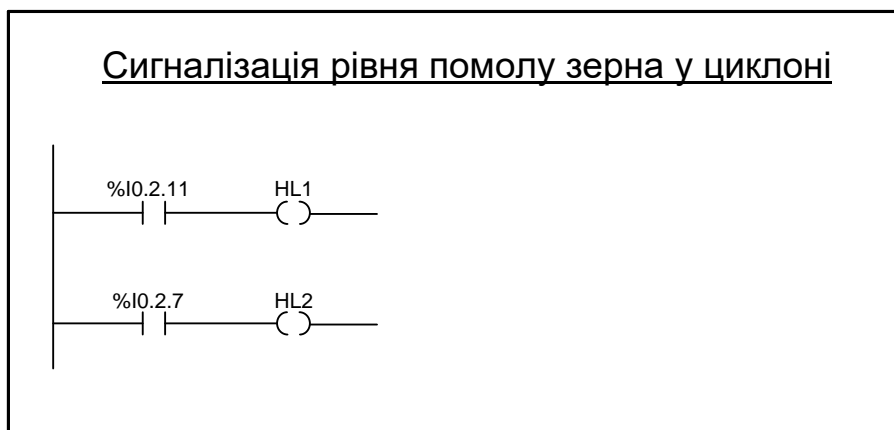 Сигналізація рівня помолу зерна у циклоні
%I0.2.11 HL1
%I0.2.7 HL2